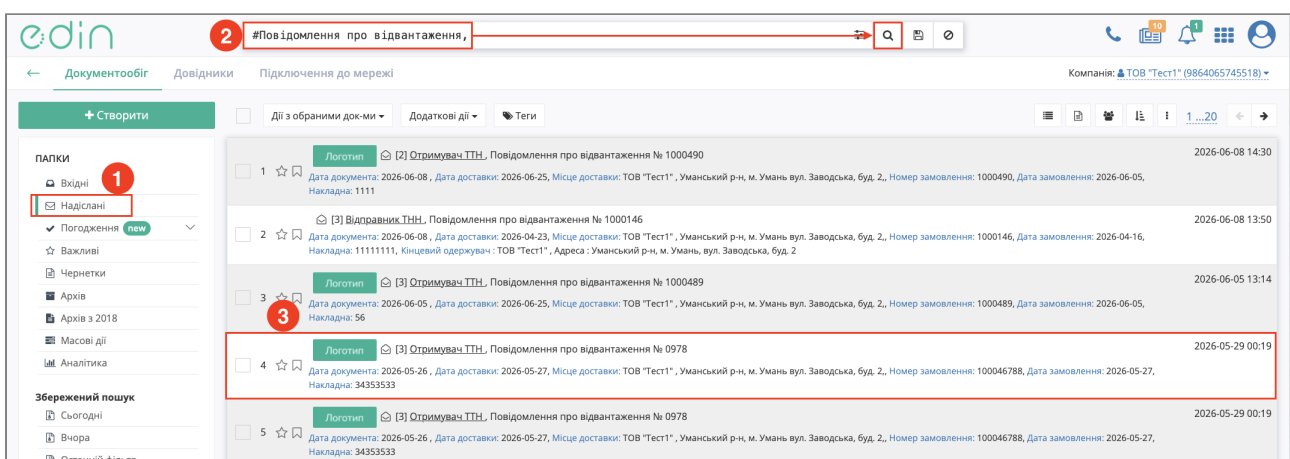 edin
2
#Повідомлення про відвантаження,
10
1
← Документообіг Довідники Підключення до мережі
Компанія: ТОВ "Тест1" (9864065745518)
+ Створити
Дії з обраними док-ми Додаткові дії Теги
1 ...20
ПАПКИ
Вхідні
1
Надіслані
Погодження new
Важливі
Чернетки
Архів
Архів з 2018
Масові дії
Аналітика
Збережений пошук
Сьогодні
Вчора
Останній фільтр
1 Логотип [2] Отримувач ТТН , Повідомлення про відвантаження № 1000490 2026-06-08 14:30
Дата документа: 2026-06-08 , Дата доставки: 2026-06-25, Місце доставки: ТОВ "Тест1" , Уманський р-н, м. Умань вул. Заводська, буд. 2,, Номер замовлення: 1000490, Дата замовлення: 2026-06-05,
Накладна: 1111
2 [3] Відправник ТНН , Повідомлення про відвантаження № 1000146 2026-06-08 13:50
Дата документа: 2026-06-08 , Дата доставки: 2026-04-23, Місце доставки: ТОВ "Тест1" , Уманський р-н, м. Умань вул. Заводська, буд. 2,, Номер замовлення: 1000146, Дата замовлення: 2026-04-16,
Накладна: 11111111, Кінцевий одержувач : ТОВ "Тест1" , Адреса : Уманський р-н, м. Умань, вул. Заводська, буд. 2
3 Логотип [3] Отримувач ТТН , Повідомлення про відвантаження № 1000489 2026-06-05 13:14
Дата документа: 2026-06-05 , Дата доставки: 2026-06-25, Місце доставки: ТОВ "Тест1" , Уманський р-н, м. Умань вул. Заводська, буд. 2,, Номер замовлення: 1000489, Дата замовлення: 2026-06-05,
Накладна: 56
3
4 Логотип [3] Отримувач ТТН , Повідомлення про відвантаження № 0978 2026-05-29 00:19
Дата документа: 2026-05-26 , Дата доставки: 2026-05-27, Місце доставки: ТОВ "Тест1" , Уманський р-н, м. Умань вул. Заводська, буд. 2,, Номер замовлення: 100046788, Дата замовлення: 2026-05-27,
Накладна: 34353533
5 Логотип [3] Отримувач ТТН , Повідомлення про відвантаження № 0978 2026-05-29 00:19
Дата документа: 2026-05-26 , Дата доставки: 2026-05-27, Місце доставки: ТОВ "Тест1" , Уманський р-н, м. Умань вул. Заводська, буд. 2,, Номер замовлення: 100046788, Дата замовлення: 2026-05-27,
Накладна: 34353533